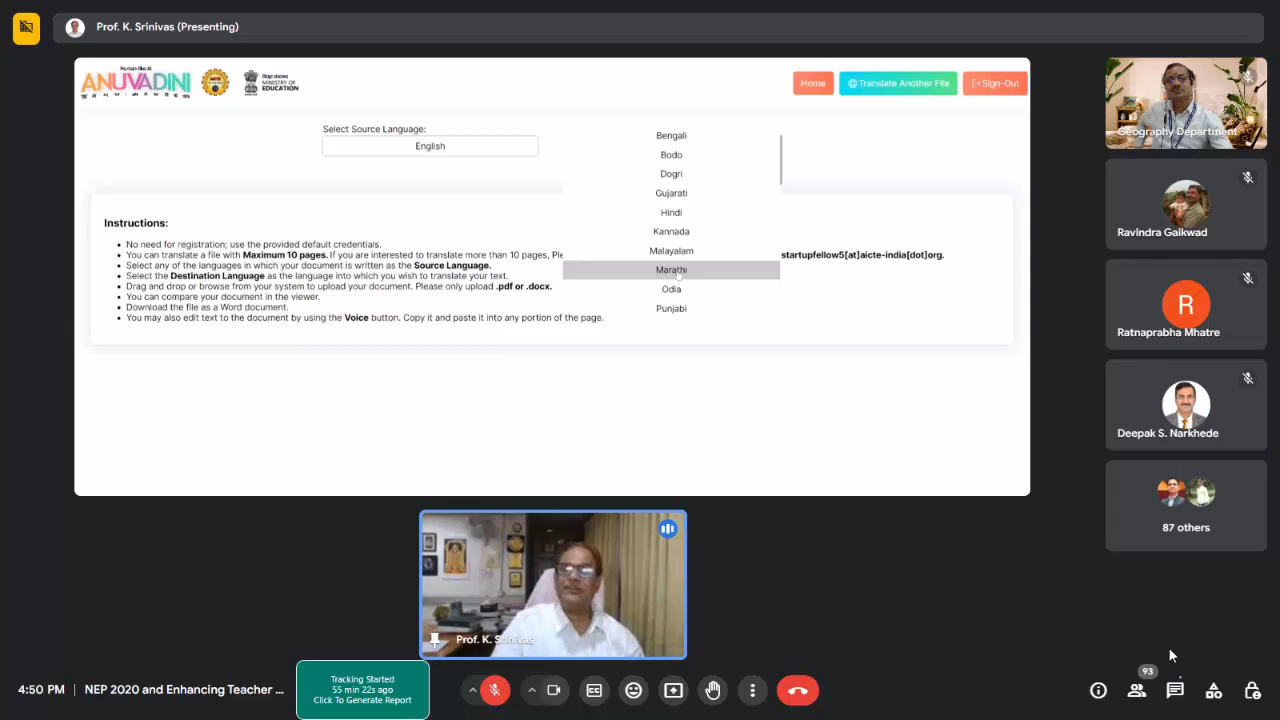 Prof. K. Srinivas (Presenting)
Human-like AI
ANUVADINI
MINISTRY OF
EDUCATION
Home
Translate Another File
Sign-Out
Select Source Language:
English
Bengali
Bodo
Dogri
Gujarati
Hindi
Kannada
Malayalam
Marathi
Odia
Punjabi
Instructions:
No need for registration; use the provided default credentials.
You can translate a file with Maximum 10 pages. If you are interested to translate more than 10 pages, Ple
startupfellow5[at]aicte-india[dot]org.
Select any of the languages in which your document is written as the Source Language.
Select the Destination Language as the language into which you wish to translate your text.
Drag and drop or browse from your system to upload your document. Please only upload .pdf or .docx.
You can compare your document in the viewer.
Download the file as a Word document.
You may also edit text to the document by using the Voice button. Copy it and paste it into any portion of the page.
Geography Department
Ravindra Gaikwad
R
Ratnaprabha Mhatre
Deepak S. Narkhede
87 others
Prof. K. Srinivas
4:50 PM | NEP 2020 and Enhancing Teacher ...
Tracking Started
55 min 22s ago
Click To Generate Report
93